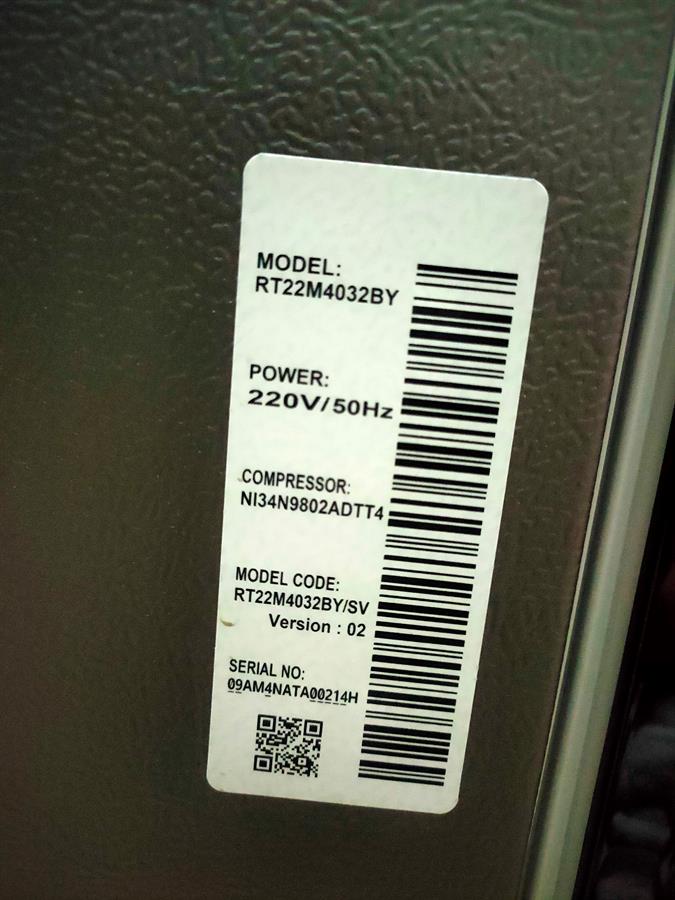 MODEL:
RT22M4032BY
POWER:
220V/50Hz
COMPRESSOR:
NI34N9802ADTT4
MODEL CODE:
RT22M4032BY/SV
Version : 02
SERIAL NO:
09AM4NATA00214H